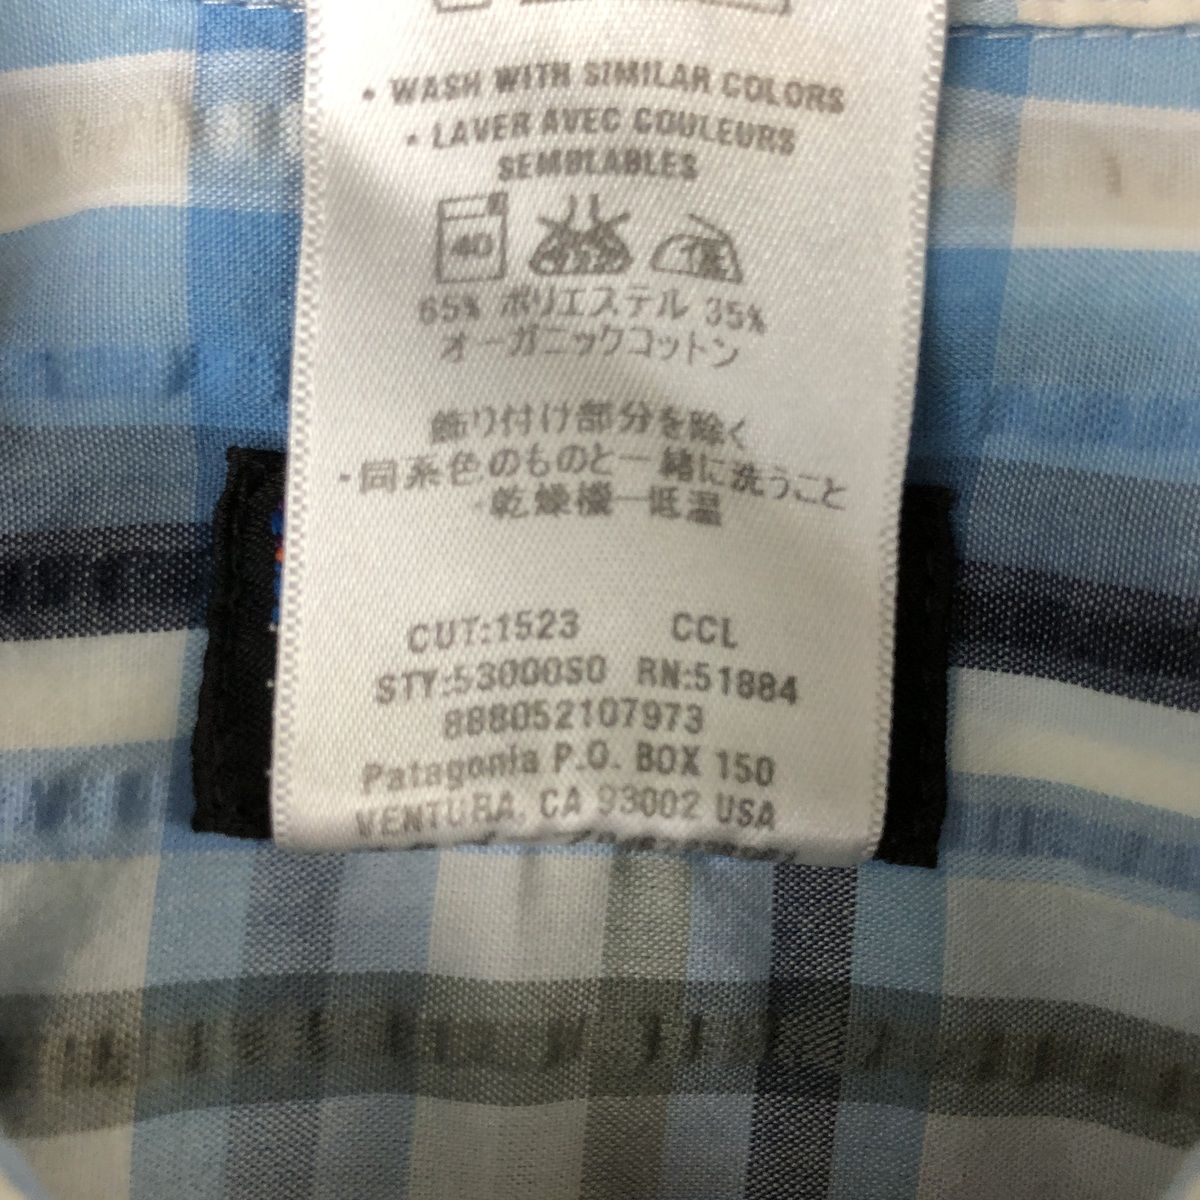 • WASH WITH SIMILAR COLORS
• LAVER AVEC COULEURS
SEMBLABLES
40
65% ポリエステル 35%
オーガニックコットン
飾り付け部分を除く
・同系色のものと一緒に洗うこと
・乾燥機ー低温
CUT:1523 CCL
STY:53000S0 RN:51884
888052107973
Patagonia P.O. BOX 150
VENTURA, CA 93002 USA